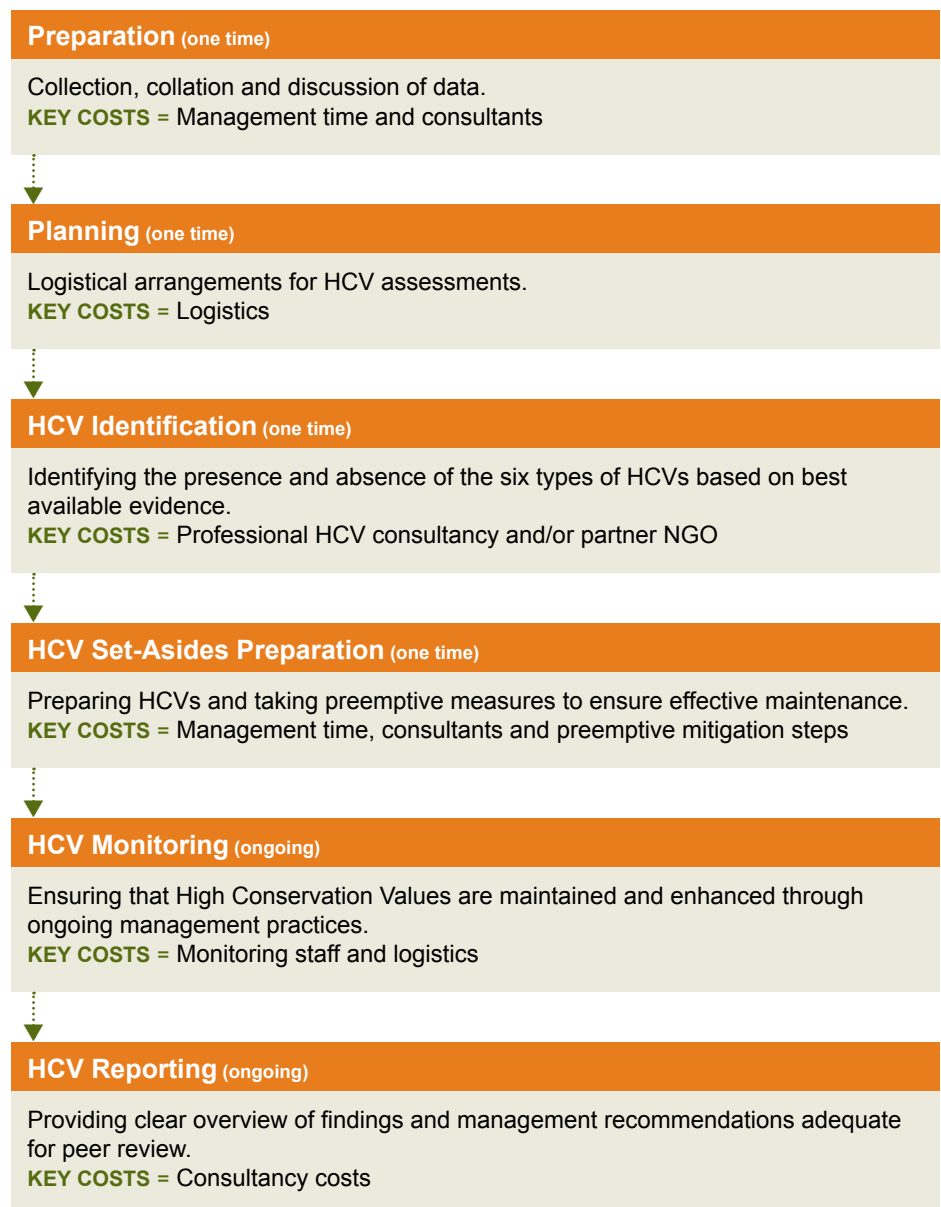 Preparation (one time)
Collection, collation and discussion of data.
KEY COSTS = Management time and consultants
Planning (one time)
Logistical arrangements for HCV assessments.
KEY COSTS = Logistics
HCV Identification (one time)
Identifying the presence and absence of the six types of HCVs based on best
available evidence.
KEY COSTS = Professional HCV consultancy and/or partner NGO
HCV Set-Asides Preparation (one time)
Preparing HCVs and taking preemptive measures to ensure effective maintenance.
KEY COSTS = Management time, consultants and preemptive mitigation steps
HCV Monitoring (ongoing)
Ensuring that High Conservation Values are maintained and enhanced through
ongoing management practices.
KEY COSTS = Monitoring staff and logistics
HCV Reporting (ongoing)
Providing clear overview of findings and management recommendations adequate
for peer review.
KEY COSTS = Consultancy costs